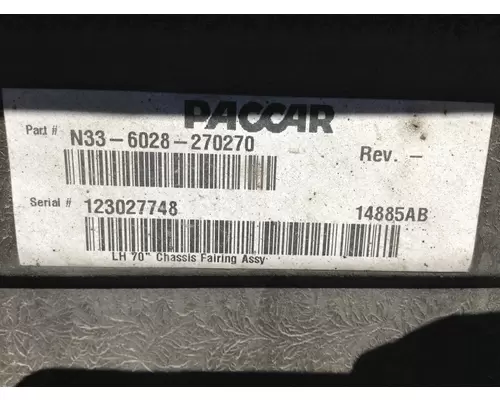 PACCAR
Part # N33-6028-270270 Rev. -
Serial # 123027748 14885AB
LH 70" Chassis Fairing Assy